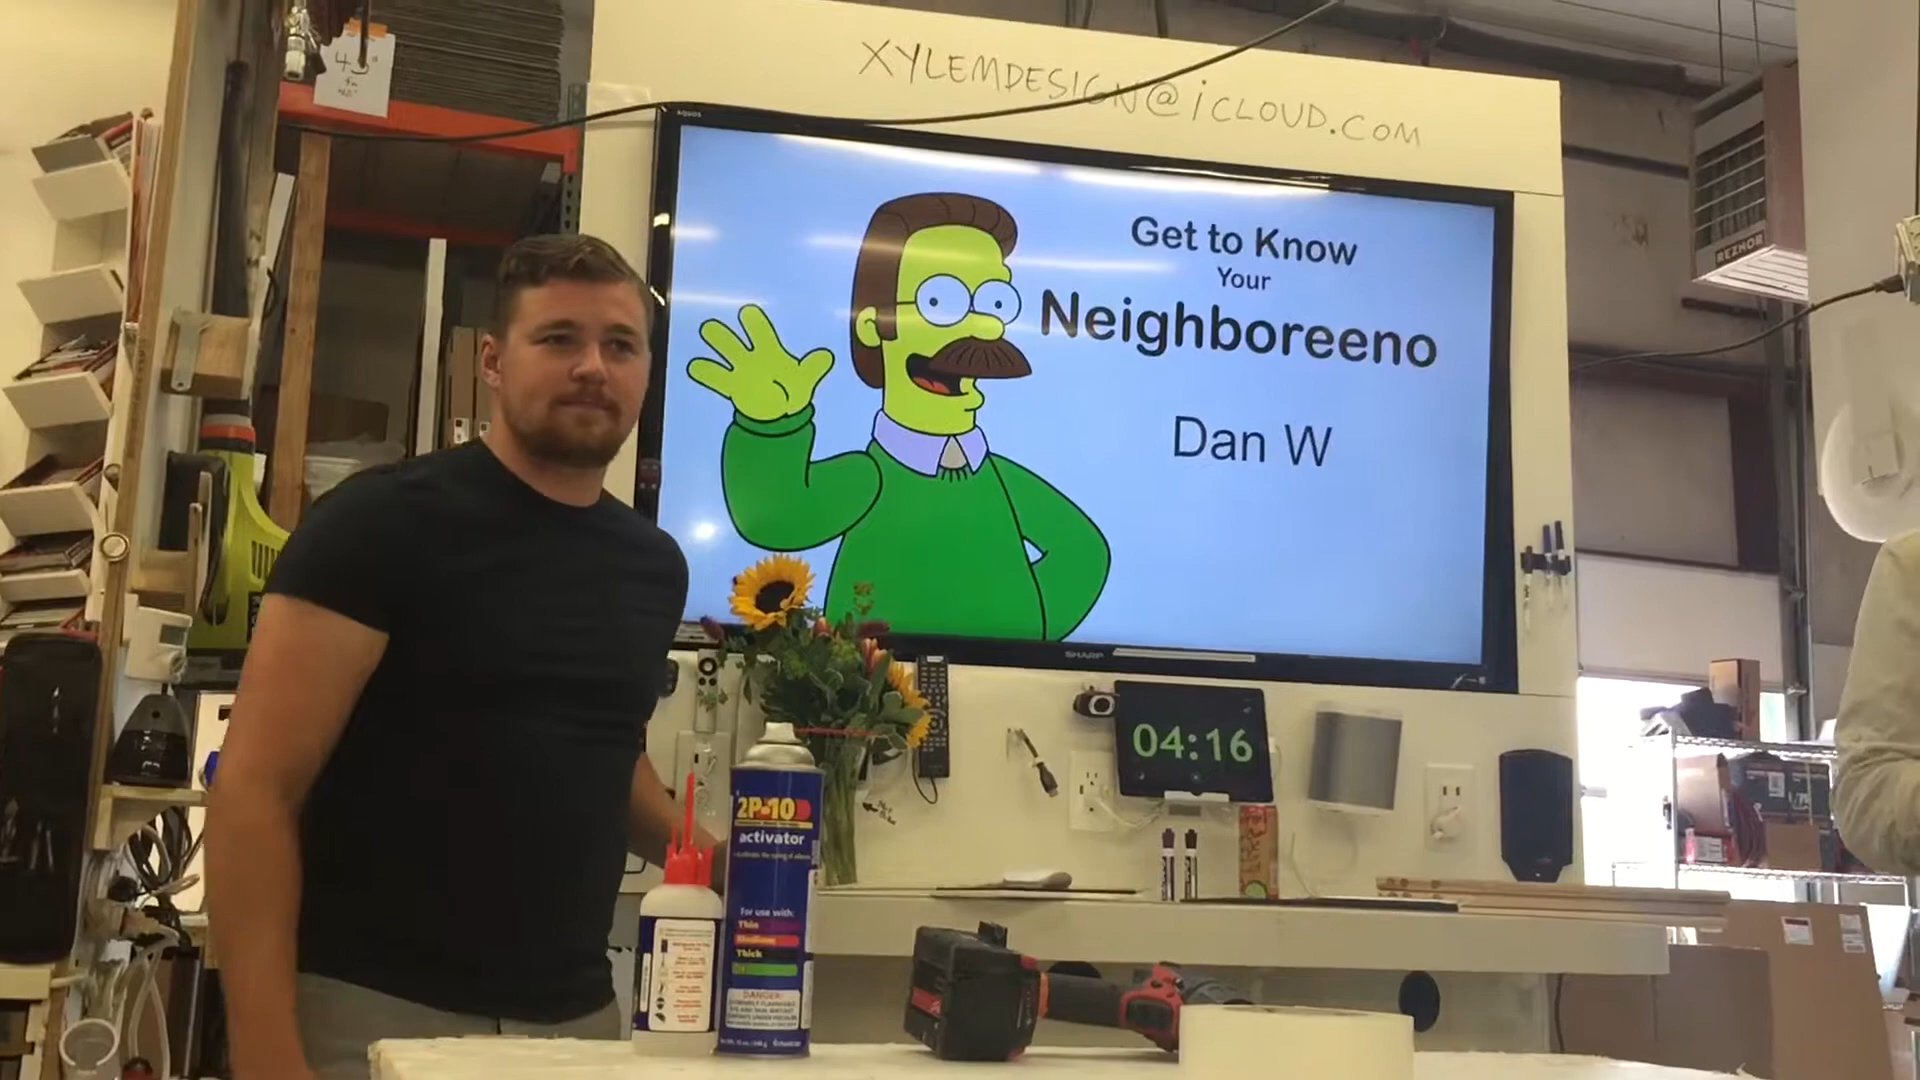 45"
XYLEMDESIGN@iCLOUD.COM
AQUOS
Get to Know
Your
Neighboreeno
Dan W
REZNOR
SHARP
04:16
2P-10
activator
For use with:
Thin
Medium
Thick
DANGER: